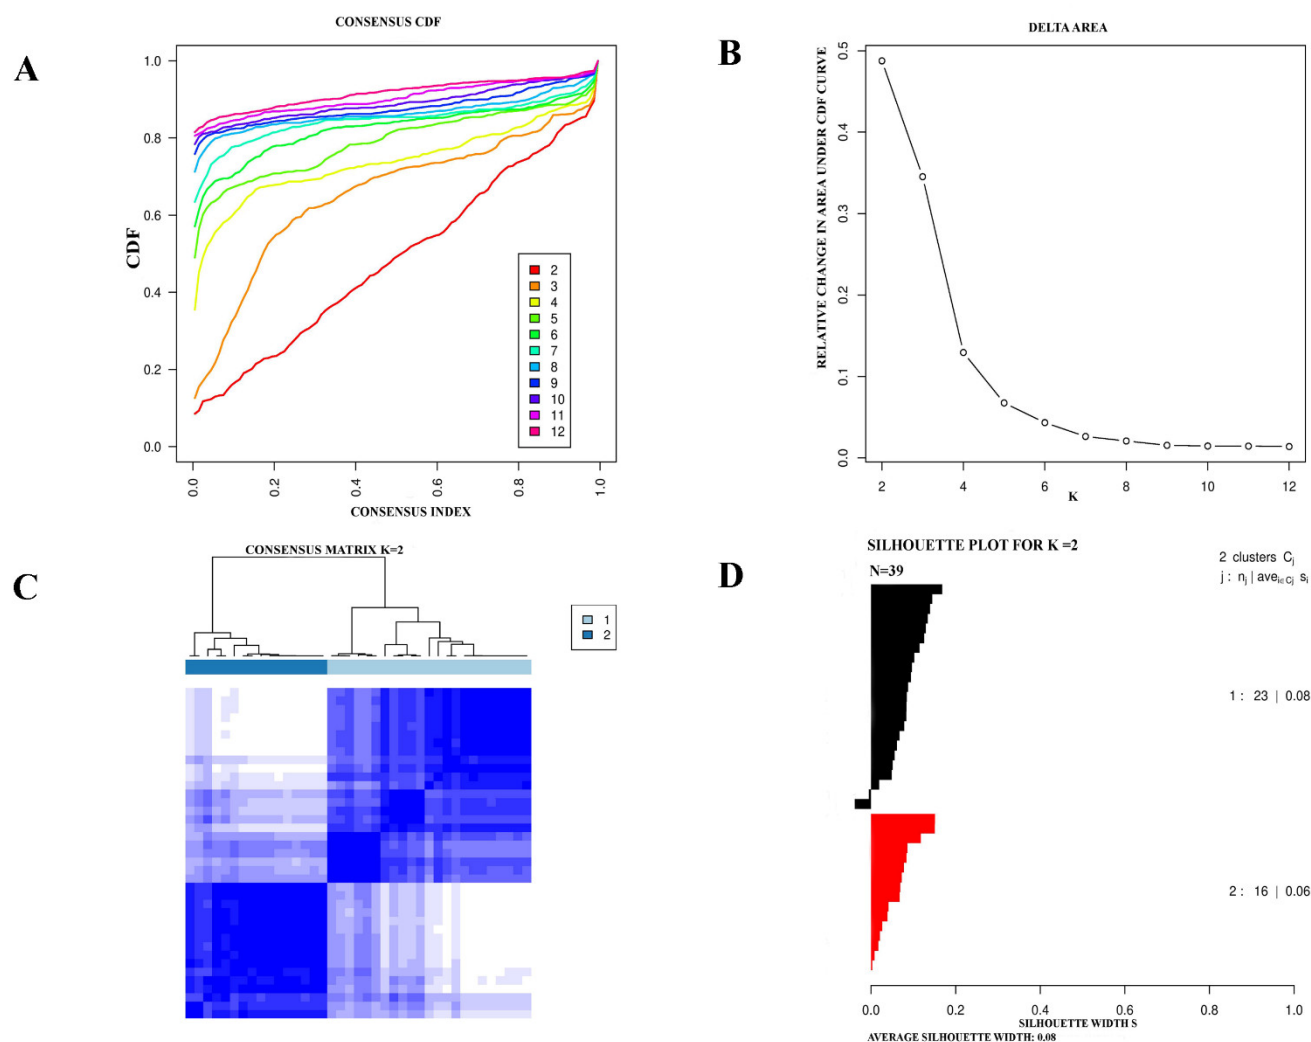 A
CONSENSUS CDF
CDF
1.0
0.8
0.6
0.4
0.2
0.0
0.0 0.2 0.4 0.6 0.8 1.0
CONSENSUS INDEX
2
3
4
5
6
7
8
9
10
11
12
B
DELTA AREA
RELATIVE CHANGE IN AREA UNDER CDF CURVE
0.5
0.4
0.3
0.2
0.1
0.0
2 4 6 8 10 12
K
C
CONSENSUS MATRIX K=2
1
2
D
SILHOUETTE PLOT FOR K =2
N=39
2 clusters Cj
j : nj | avei∈Cj si
1 : 23 | 0.08
2 : 16 | 0.06
0.0 0.2 0.4 0.6 0.8 1.0
SILHOUETTE WIDTH S
AVERAGE SILHOUETTE WIDTH: 0.08